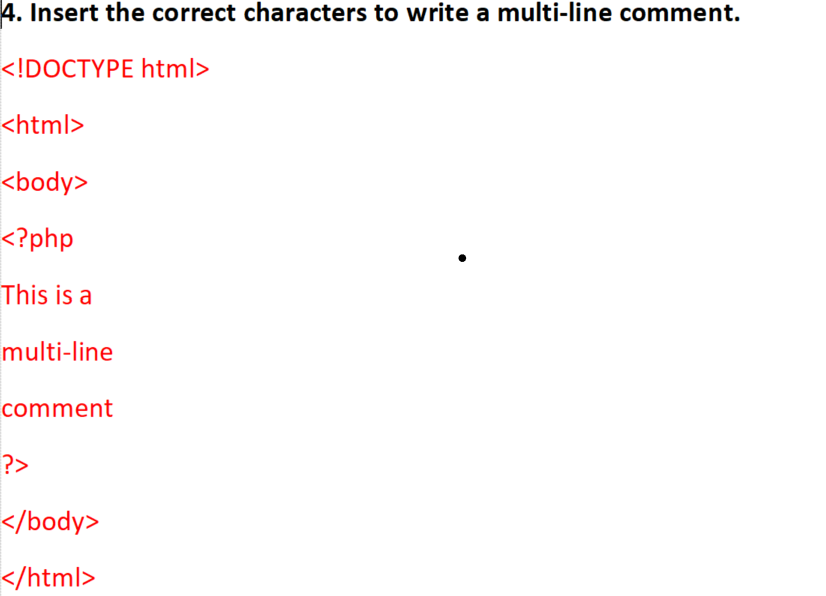 4. Insert the correct characters to write a multi-line comment.
<!DOCTYPE html>
<html>
<body>
<?php
This is a
multi-line
comment
?>
</body>
</html>